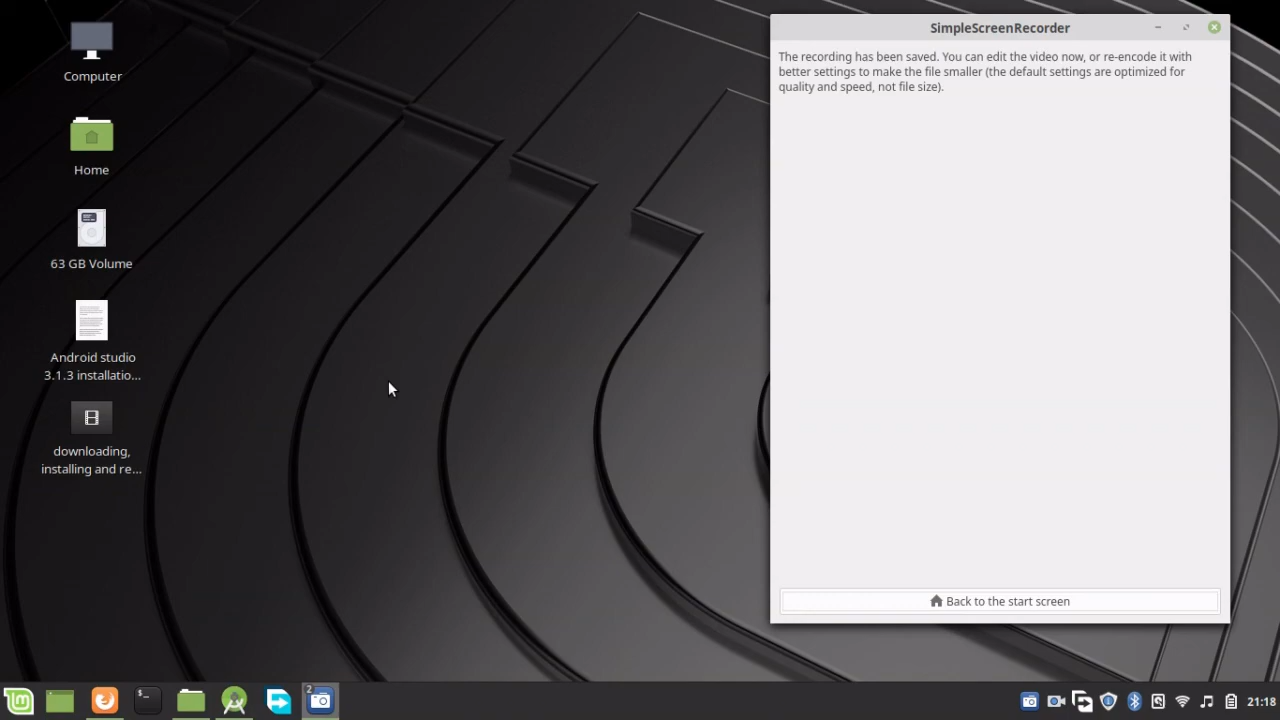 Computer
Home
63 GB Volume
Android studio
3.1.3 installatio...
downloading,
installing and re...
SimpleScreenRecorder
The recording has been saved. You can edit the video now, or re-encode it with
better settings to make the file smaller (the default settings are optimized for
quality and speed, not file size).
Back to the start screen
2
21:18